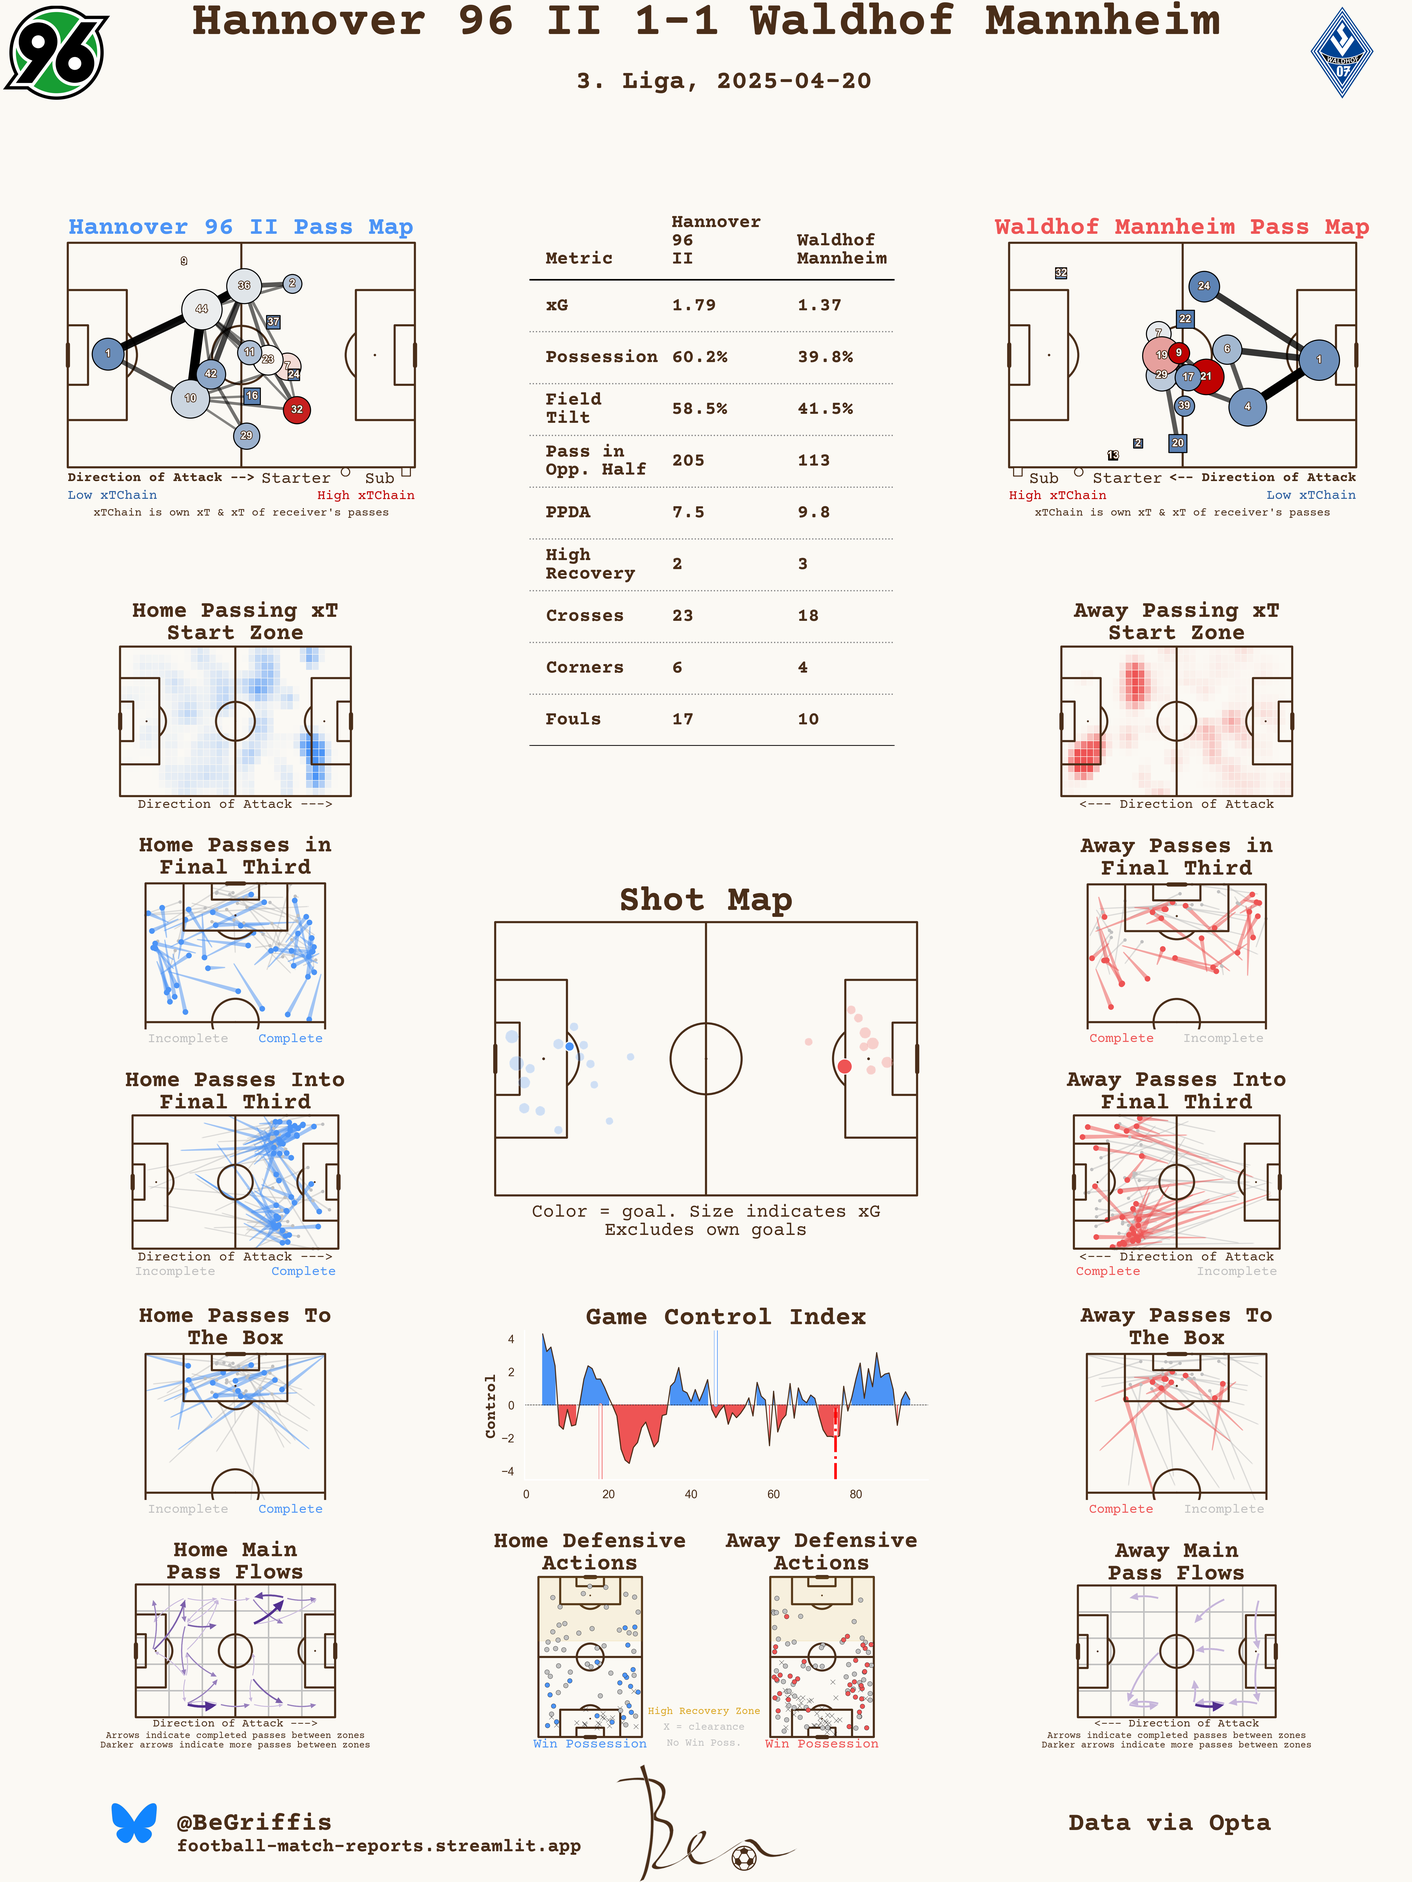 Hannover 96 II 1-1 Waldhof Mannheim
3. Liga, 2025-04-20
96
WALDHOF
07
Hannover 96 II Pass Map
9
36
2
44
37
1
11
23
7
24
42
10
16
32
29
Direction of Attack --> Starter Sub
Low xTChain High xTChain
xTChain is own xT & xT of receiver's passes
Hannover
96 Waldhof
Metric II Mannheim
xG 1.79 1.37
Possession 60.2% 39.8%
Field
Tilt 58.5% 41.5%
Pass in
Opp. Half 205 113
PPDA 7.5 9.8
High
Recovery 2 3
Crosses 23 18
Corners 6 4
Fouls 17 10
Waldhof Mannheim Pass Map
32
24
22
7
6
19
9
1
29
17
21
39
4
2
20
13
Sub Starter <-- Direction of Attack
High xTChain Low xTChain
xTChain is own xT & xT of receiver's passes
Home Passing xT
Start Zone
Direction of Attack --->
Away Passing xT
Start Zone
<--- Direction of Attack
Home Passes in
Final Third
Incomplete Complete
Away Passes in
Final Third
Complete Incomplete
Shot Map
Color = goal. Size indicates xG
Excludes own goals
Home Passes Into
Final Third
Direction of Attack --->
Incomplete Complete
Away Passes Into
Final Third
<--- Direction of Attack
Complete Incomplete
Home Passes To
The Box
Incomplete Complete
Game Control Index
Control
4
2
0
−2
−4
0 20 40 60 80
Away Passes To
The Box
Complete Incomplete
Home Main
Pass Flows
Direction of Attack --->
Arrows indicate completed passes between zones
Darker arrows indicate more passes between zones
Home Defensive
Actions
Win Possession
High Recovery Zone
X = clearance
No Win Poss.
Away Defensive
Actions
Win Possession
Away Main
Pass Flows
<--- Direction of Attack
Arrows indicate completed passes between zones
Darker arrows indicate more passes between zones
@BeGriffis
football-match-reports.streamlit.app
Ben
Data via Opta